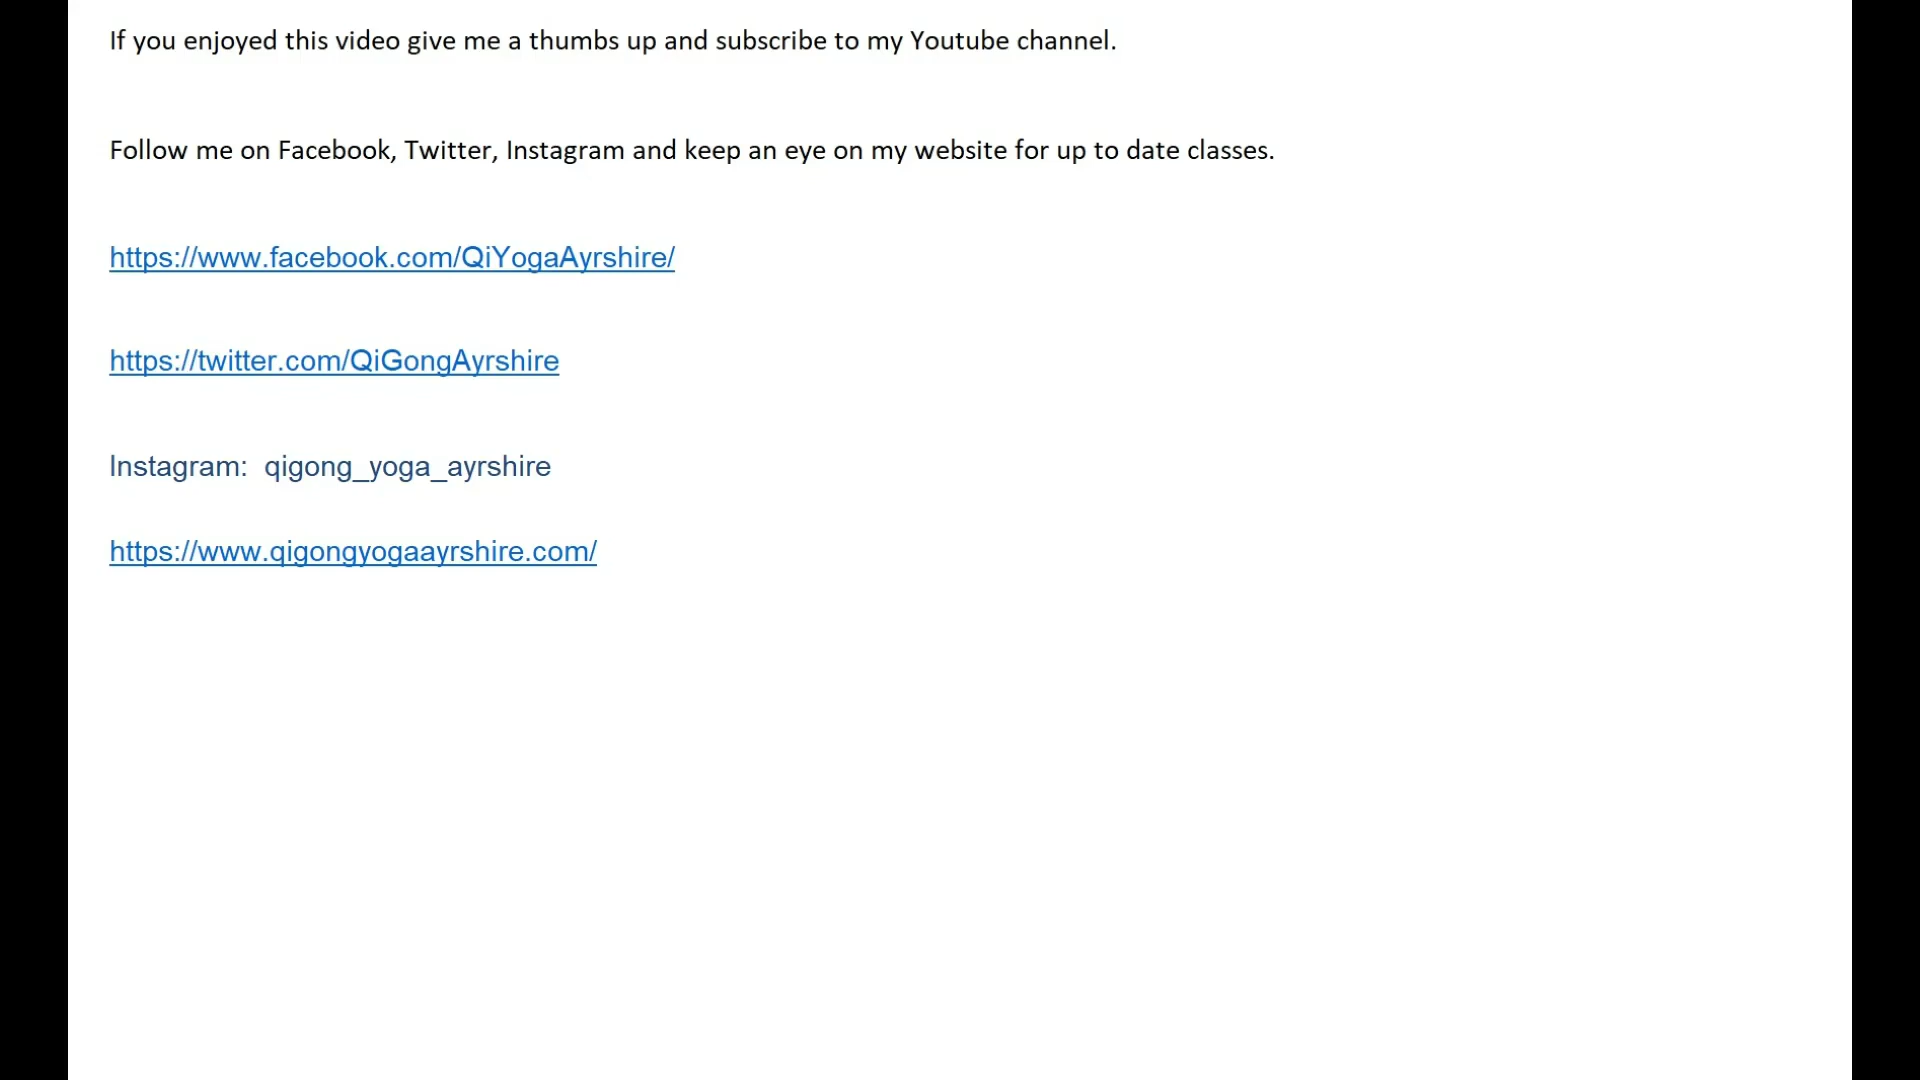 If you enjoyed this video give me a thumbs up and subscribe to my Youtube channel.
Follow me on Facebook, Twitter, Instagram and keep an eye on my website for up to date classes.
https://www.facebook.com/QiYogaAyrshire/
https://twitter.com/QiGongAyrshire
Instagram:  qigong_yoga_ayrshire
https://www.qigongyogaayrshire.com/